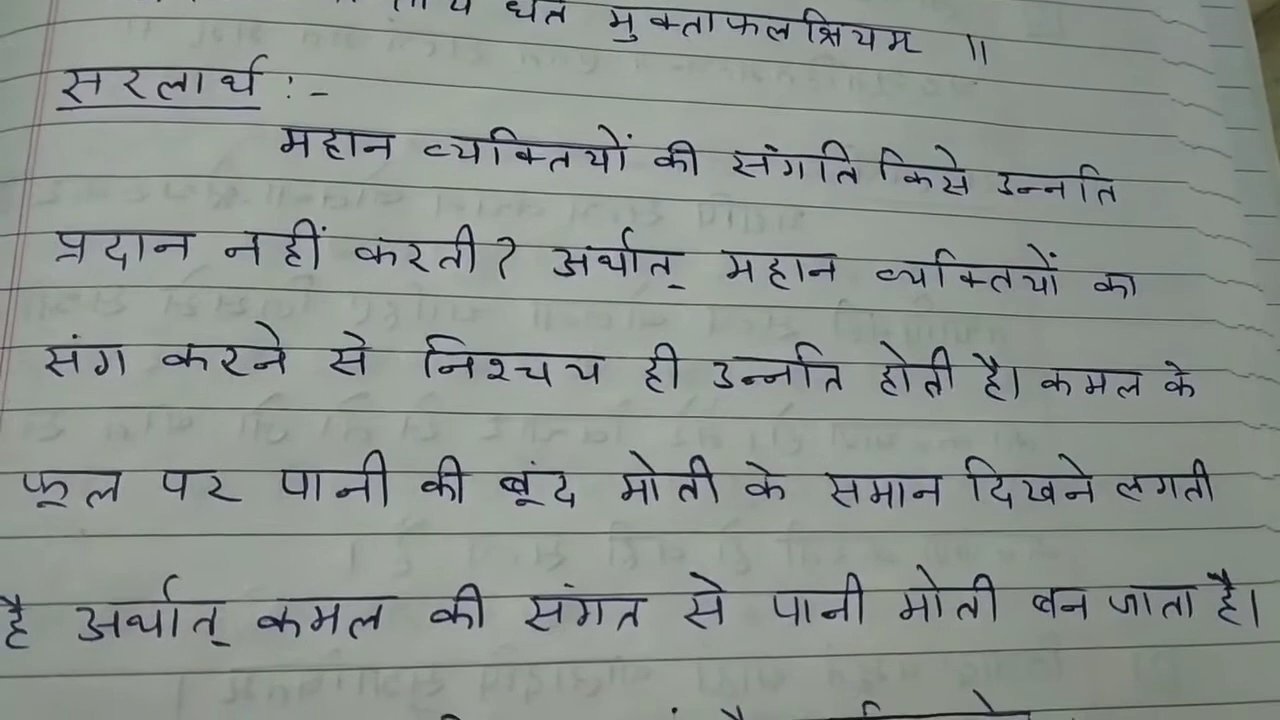 धत्ते मुक्ताफलश्रियम ॥
सरलार्थ :-
महान व्यक्तियों की संगति किसे उन्नति
प्रदान नहीं करती? अर्थात् महान व्यक्तियों का
संग करने से निश्चय ही उन्नति होती है। कमल के
फूल पर पानी की बूंद मोती के समान दिखने लगती
है अर्थात् कमल की संगत से पानी मोती बन जाता है।